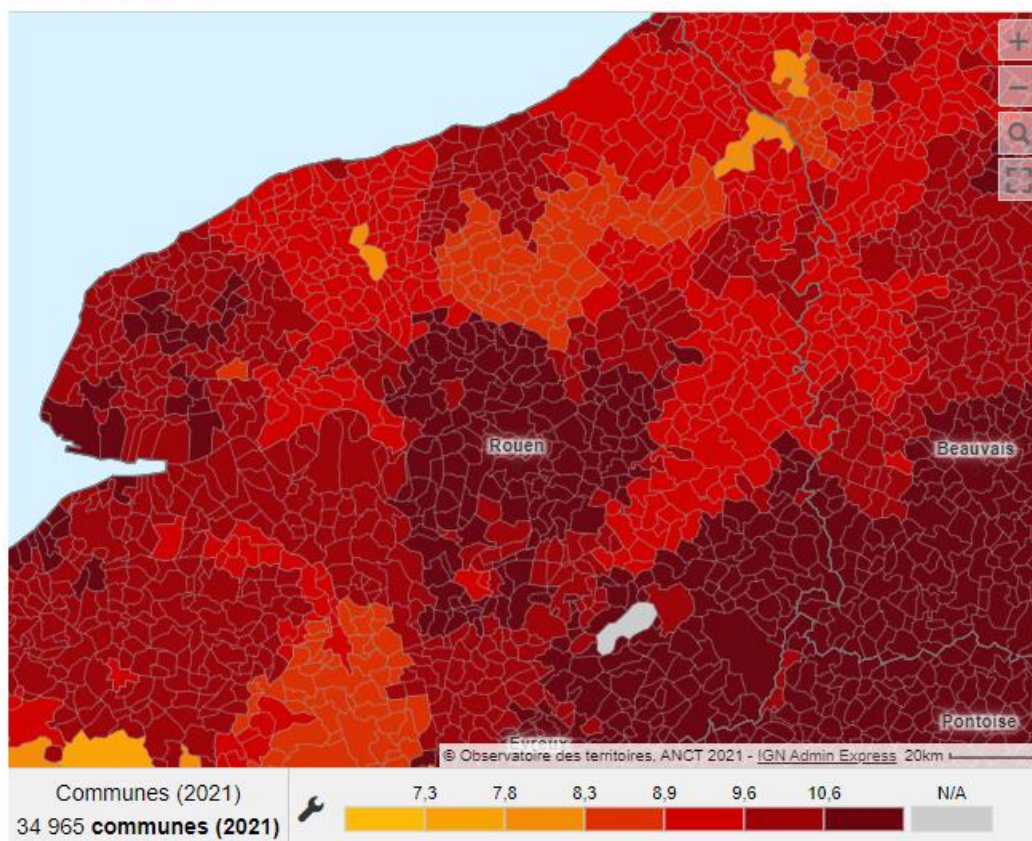 +
−
Rouen
Beauvais
Pontoise
Evreux
© Observatoire des territoires, ANCT 2021 - IGN Admin Express 20km
Communes (2021)
34 965 communes (2021)
7,3 7,8 8,3 8,9 9,6 10,6 N/A